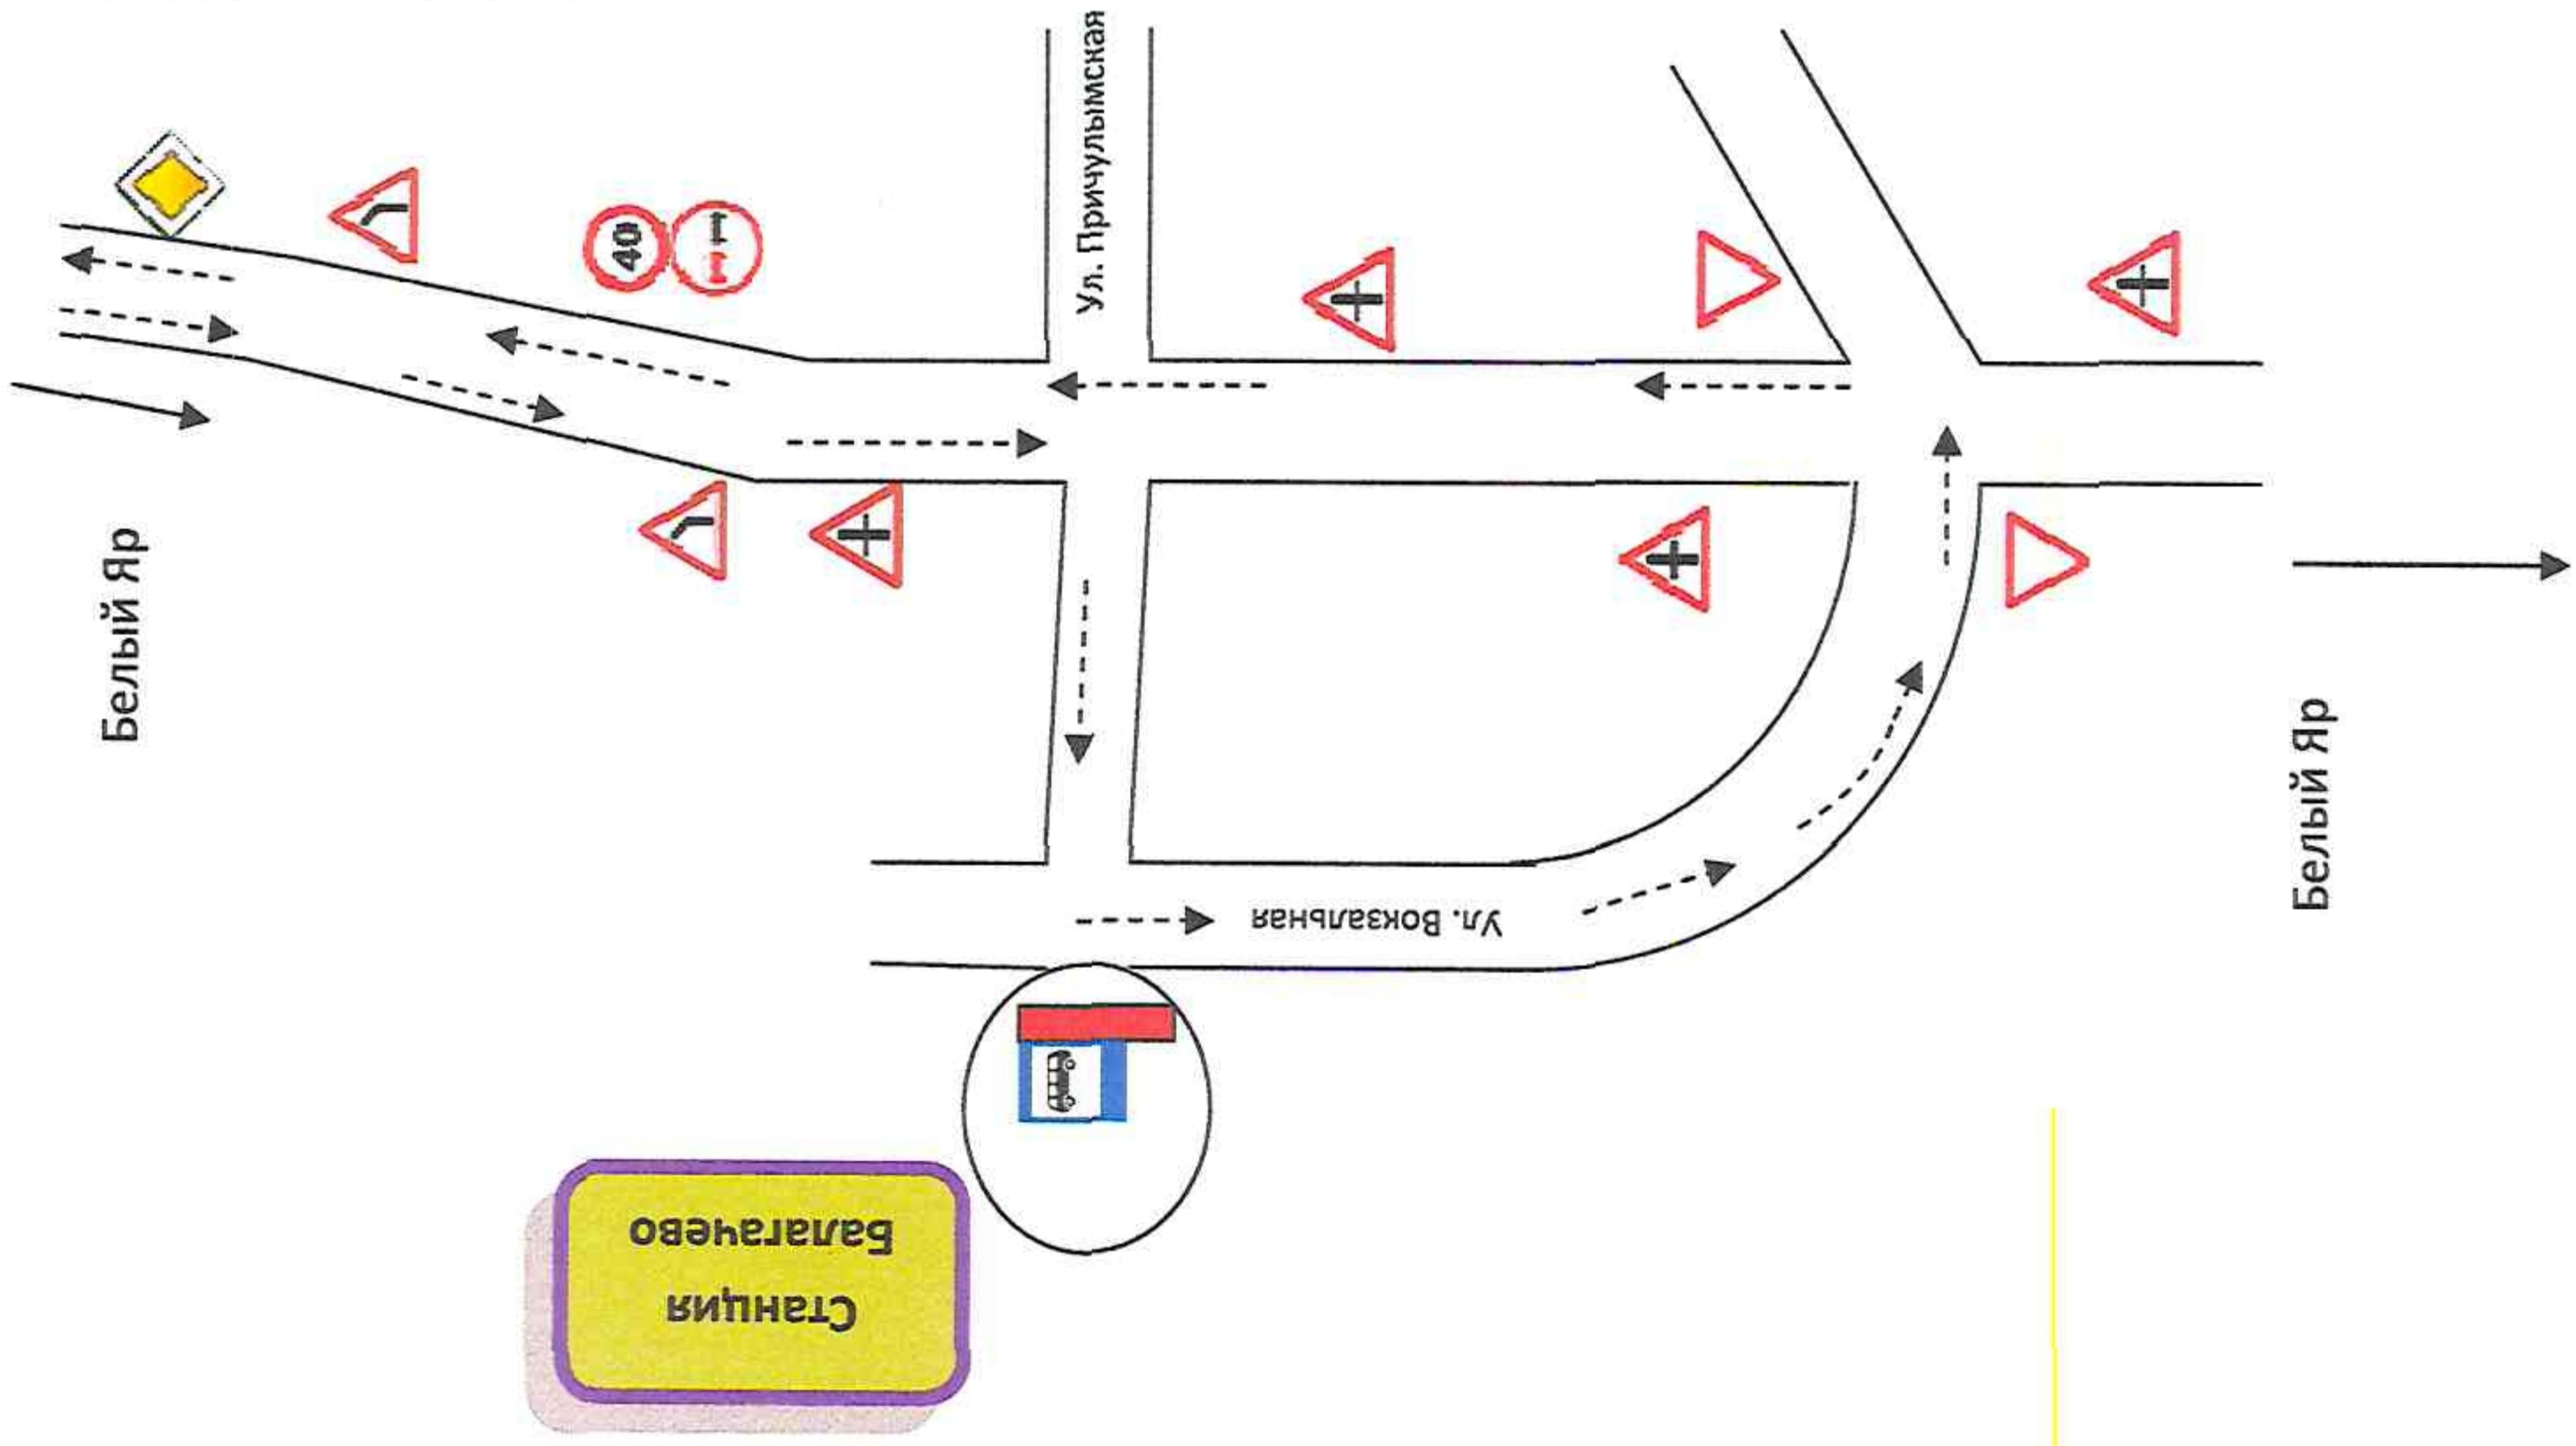 Ул. Причулымская
40
Белый Яр
Ул. Вокзальная
Белый Яр
Станция
Балагачево